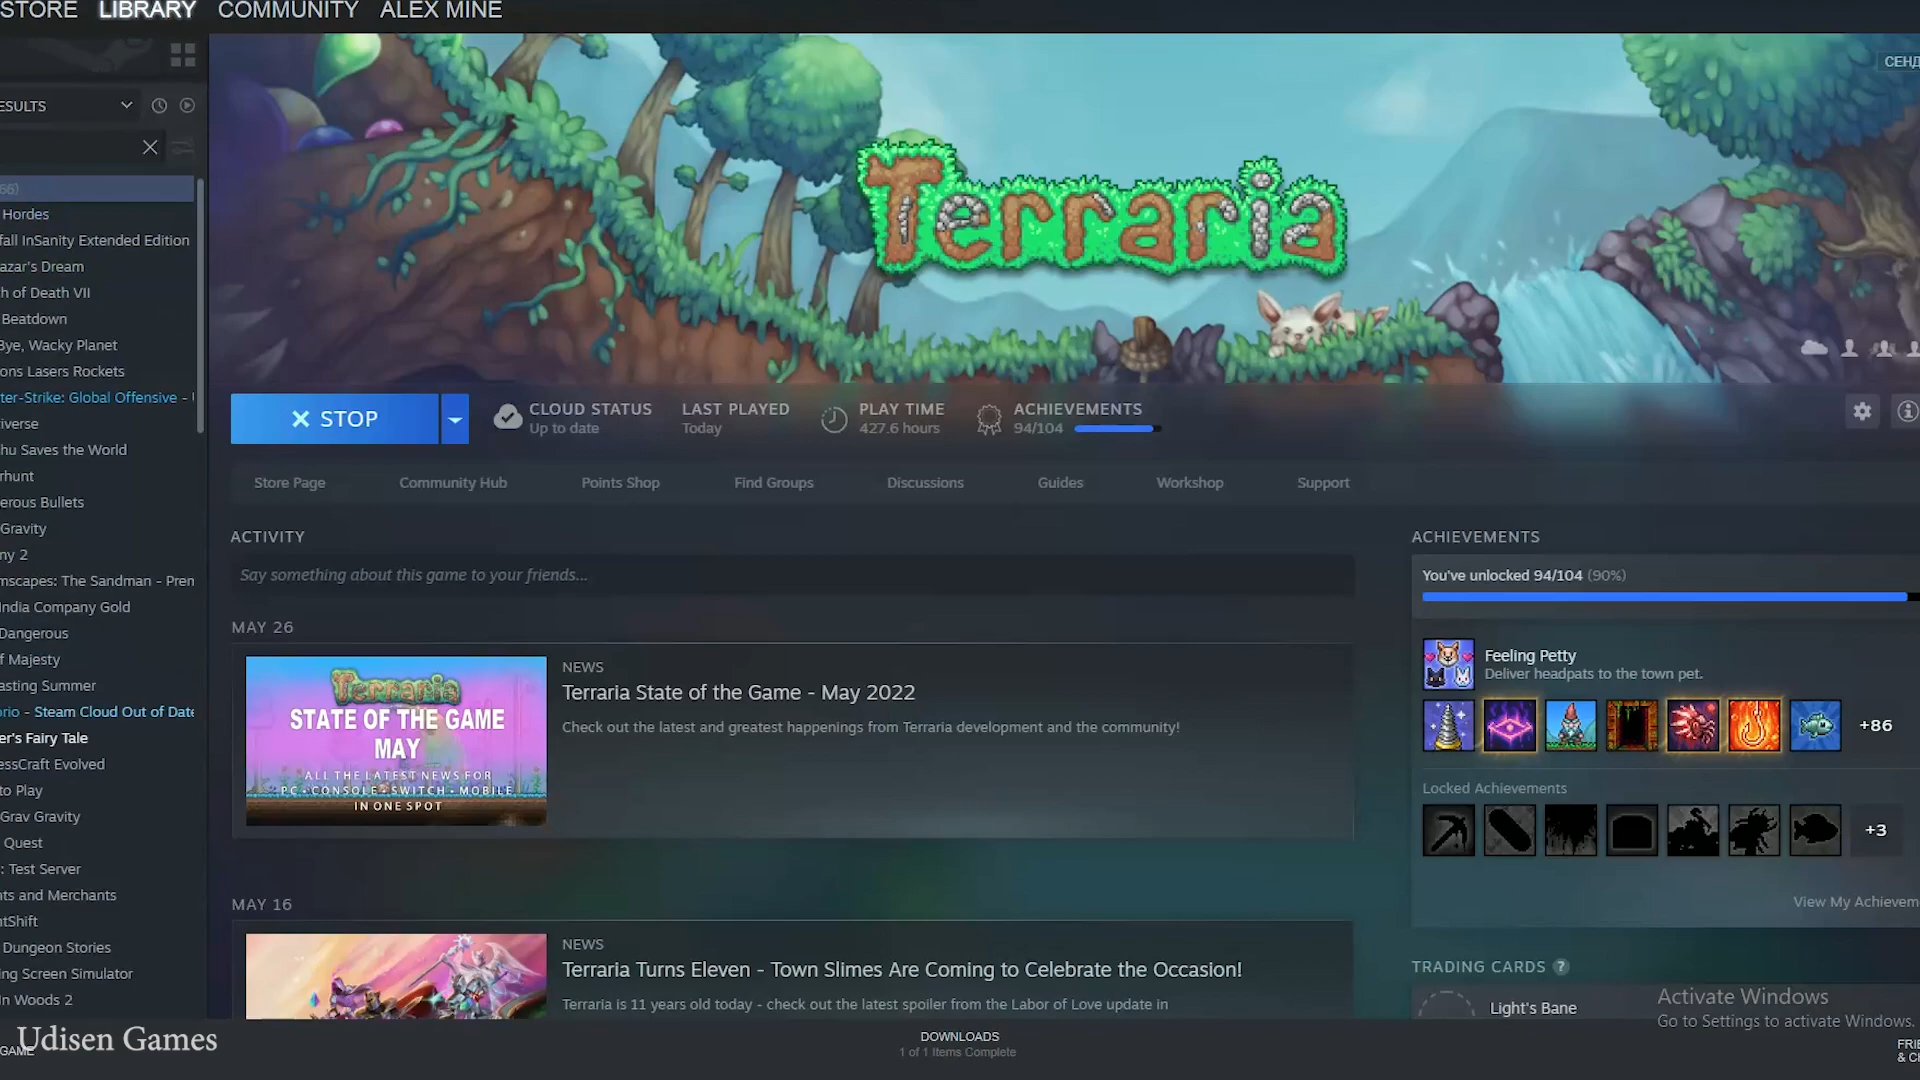 STORE LIBRARY COMMUNITY ALEX MINE
СЕНД
ESULTS
66)
Hordes
fall InSanity Extended Edition
azar's Dream
h of Death VII
Beatdown
Bye, Wacky Planet
ons Lasers Rockets
ter-Strike: Global Offensive -
iverse
hu Saves the World
rhunt
erous Bullets
Gravity
ny 2
mscapes: The Sandman - Prem
India Company Gold
Dangerous
f Majesty
asting Summer
orio - Steam Cloud Out of Date
er's Fairy Tale
essCraft Evolved
to Play
Grav Gravity
Quest
: Test Server
ats and Merchants
ntShift
Dungeon Stories
ing Screen Simulator
In Woods 2
GAME
Udisen Games
Terraria
STOP
CLOUD STATUS
Up to date
LAST PLAYED
Today
PLAY TIME
427.6 hours
ACHIEVEMENTS
94/104
Store Page Community Hub Points Shop Find Groups Discussions Guides Workshop Support
ACTIVITY
Say something about this game to your friends...
MAY 26
Terraria
STATE OF THE GAME
MAY
ALL THE LATEST NEWS FOR
PC • CONSOLE • SWITCH • MOBILE
IN ONE SPOT
NEWS
Terraria State of the Game - May 2022
Check out the latest and greatest happenings from Terraria development and the community!
MAY 16
NEWS
Terraria Turns Eleven - Town Slimes Are Coming to Celebrate the Occasion!
Terraria is 11 years old today - check out the latest spoiler from the Labor of Love update in
ACHIEVEMENTS
You've unlocked 94/104 (90%)
Feeling Petty
Deliver headpats to the town pet.
+86
Locked Achievements
+3
View My Achievem
TRADING CARDS ?
Light's Bane
Activate Windows
Go to Settings to activate Windows.
DOWNLOADS
1 of 1 Items Complete
FRIE
& CH